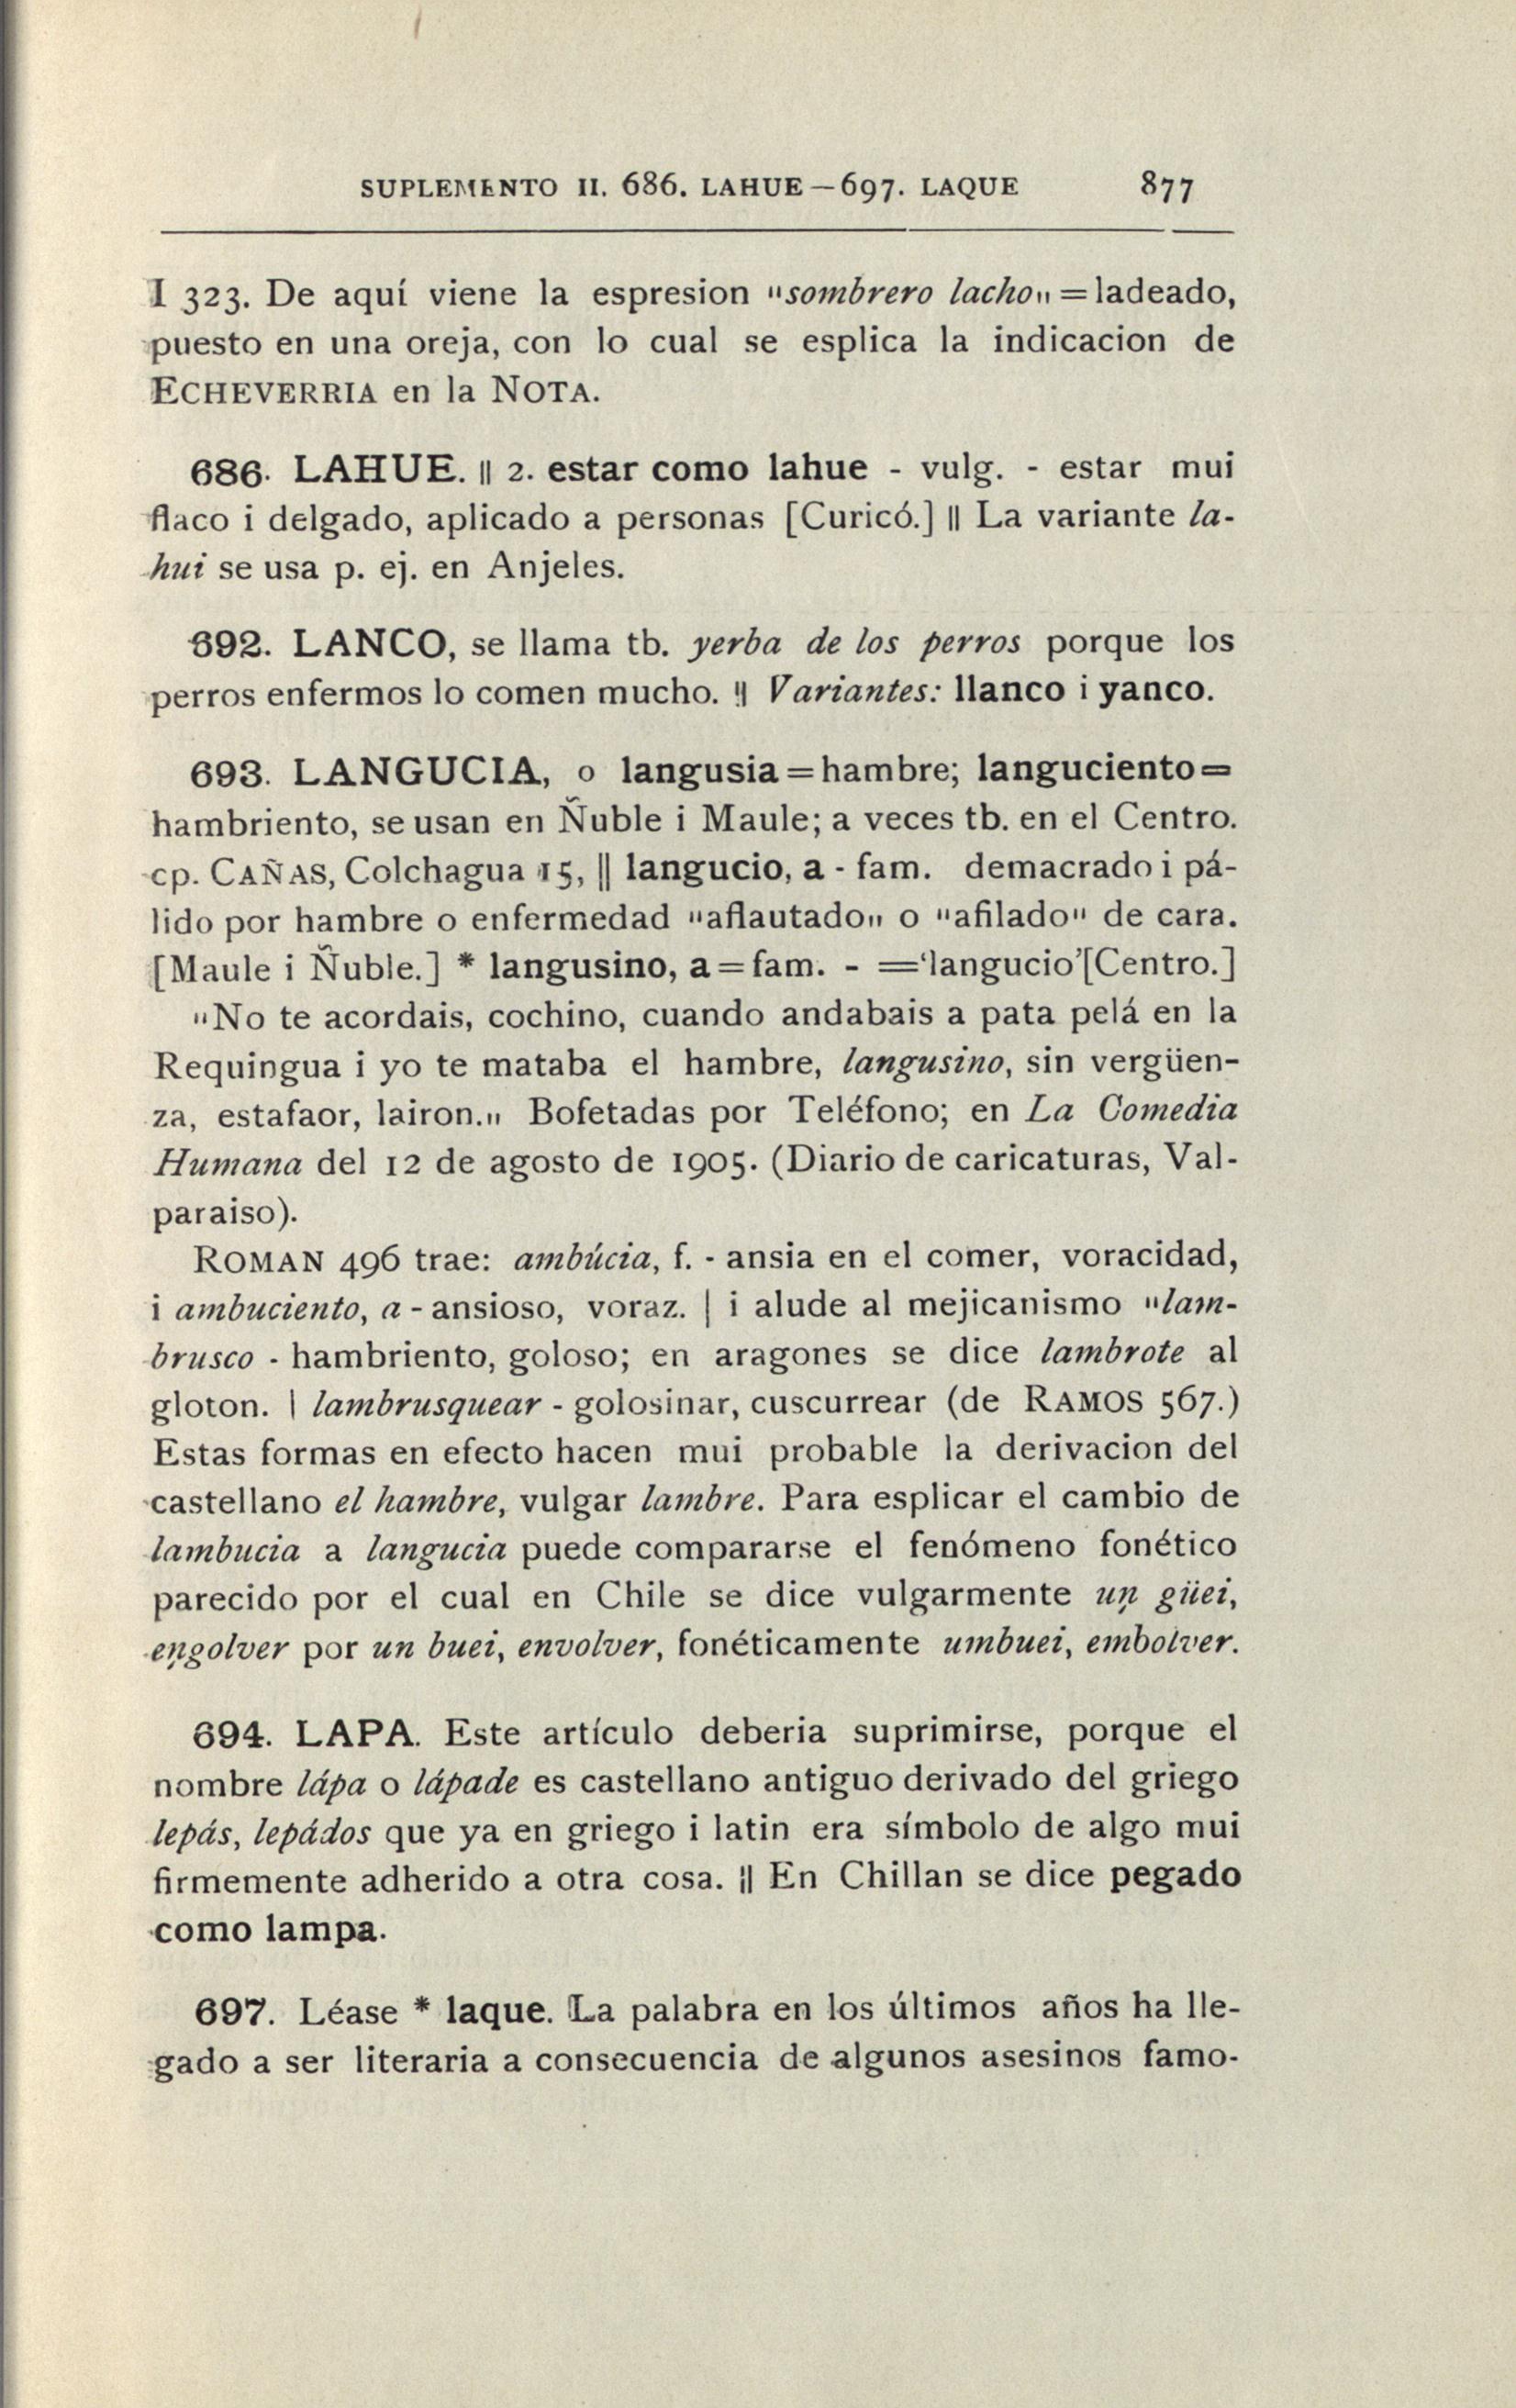 SUPLEMENTO II. 686. LAHUE — 697. LAQUE 877
I 323. De aquí viene la espresion "sombrero lacho„ = ladeado,
puesto en una oreja, con lo cual se esplica la indicacion de
ECHEVERRIA en la NOTA.
686. LAHUE. || 2. estar como lahue - vulg. - estar mui
flaco i delgado, aplicado a personas [Curicó.] || La variante la-
hui se usa p. ej. en Anjeles.
692. LANCO, se llama tb. yerba de los perros porque los
perros enfermos lo comen mucho. || Variantes: llanco i yanco.
693. LANGUCIA, o langusia = hambre; languciento =
hambriento, se usan en Ñuble i Maule; a veces tb. en el Centro.
cp. CAÑAS, Colchagua 15, || langucio, a - fam. demacrado i pá-
lido por hambre o enfermedad "aflautado„ o "afilado" de cara.
[Maule i Ñuble.] * langusino, a = fam. - = 'langucio' [Centro.]
"No te acordais, cochino, cuando andabais a pata pelá en la
Requingua i yo te mataba el hambre, langusino, sin vergüen-
za, estafaor, lairon.„ Bofetadas por Teléfono; en La Comedia
Humana del 12 de agosto de 1905. (Diario de caricaturas, Val-
paraiso).
ROMAN 496 trae: ambúcia, f. - ansia en el comer, voracidad,
i ambuciento, a - ansioso, voraz. | i alude al mejicanismo "lam-
brusco - hambriento, goloso; en aragones se dice lambrote al
gloton. | lambrusquear - golosinar, cuscurrear (de RAMOS 567.)
Estas formas en efecto hacen mui probable la derivacion del
castellano el hambre, vulgar lambre. Para esplicar el cambio de
lambucia a langucia puede compararse el fenómeno fonético
parecido por el cual en Chile se dice vulgarmente uņ güei,
eņgolver por un buei, envolver, fonéticamente umbuei, embolver.
694. LAPA. Este artículo deberia suprimirse, porque el
nombre lápa o lápade es castellano antiguo derivado del griego
lepás, lepádos que ya en griego i latin era símbolo de algo mui
firmemente adherido a otra cosa. || En Chillan se dice pegado
como lampa.
697. Léase * laque. La palabra en los últimos años ha lle-
gado a ser literaria a consecuencia de algunos asesinos famo-